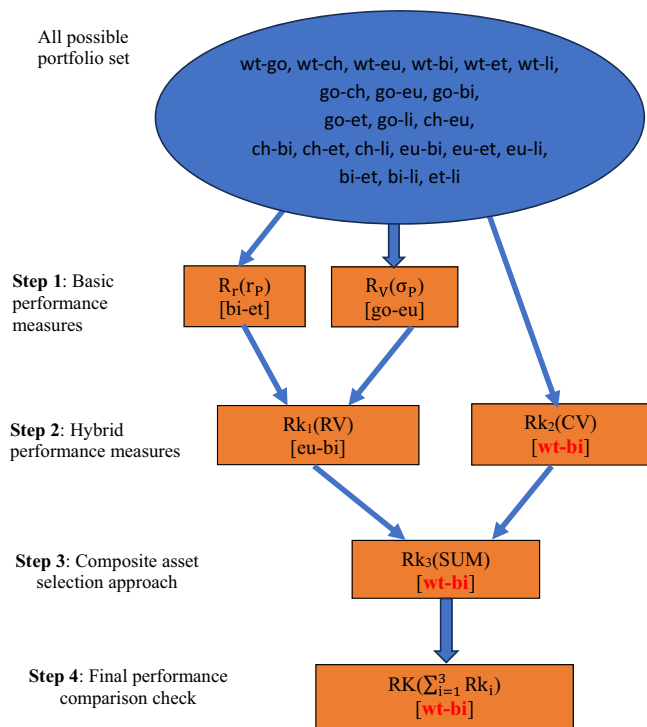 All possible
portfolio set
wt-go, wt-ch, wt-eu, wt-bi, wt-et, wt-li,
go-ch, go-eu, go-bi,
go-et, go-li, ch-eu,
ch-bi, ch-et, ch-li, eu-bi, eu-et, eu-li,
bi-et, bi-li, et-li
Step 1: Basic
performance
measures
R_r(r_P)
[bi-et]
R_V(σ_P)
[go-eu]
Step 2: Hybrid
performance measures
Rk₁(RV)
[eu-bi]
Rk₂(CV)
[wt-bi]
Step 3: Composite asset
selection approach
Rk₃(SUM)
[wt-bi]
Step 4: Final performance
comparison check
RK(∑³ᵢ₌₁ Rkᵢ)
[wt-bi]